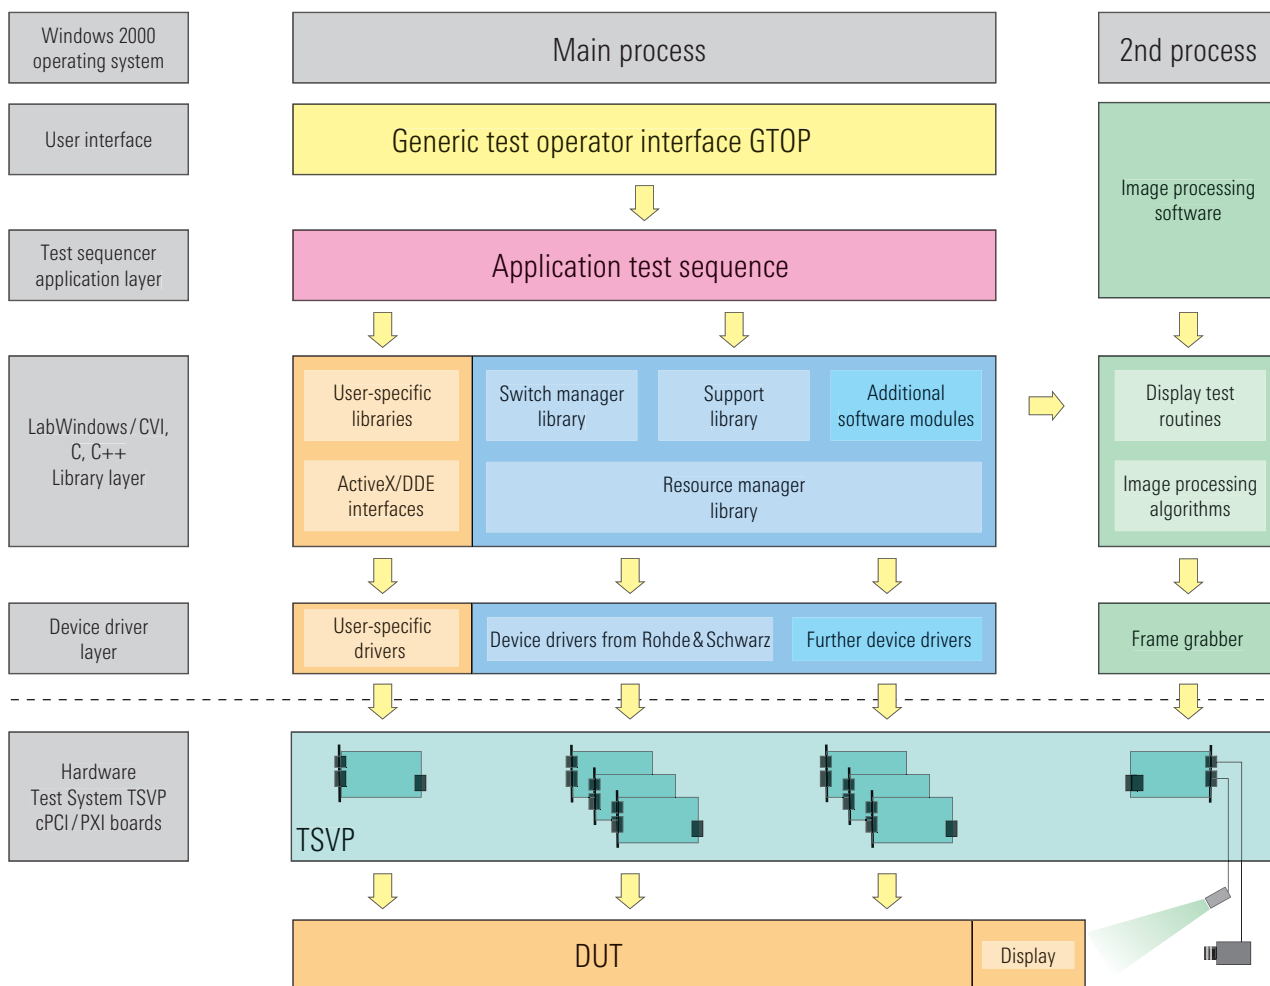 Windows 2000
operating system
Main process
2nd process
User interface
Generic test operator interface GTOP
Image processing
software
Test sequencer
application layer
Application test sequence
LabWindows/CVI,
C, C++
Library layer
User-specific
libraries
Switch manager
library
Support
library
Additional
software modules
Display test
routines
ActiveX/DDE
interfaces
Resource manager
library
Image processing
algorithms
Device driver
layer
User-specific
drivers
Device drivers from Rohde&Schwarz
Further device drivers
Frame grabber
Hardware
Test System TSVP
cPCI/PXI boards
TSVP
DUT
Display